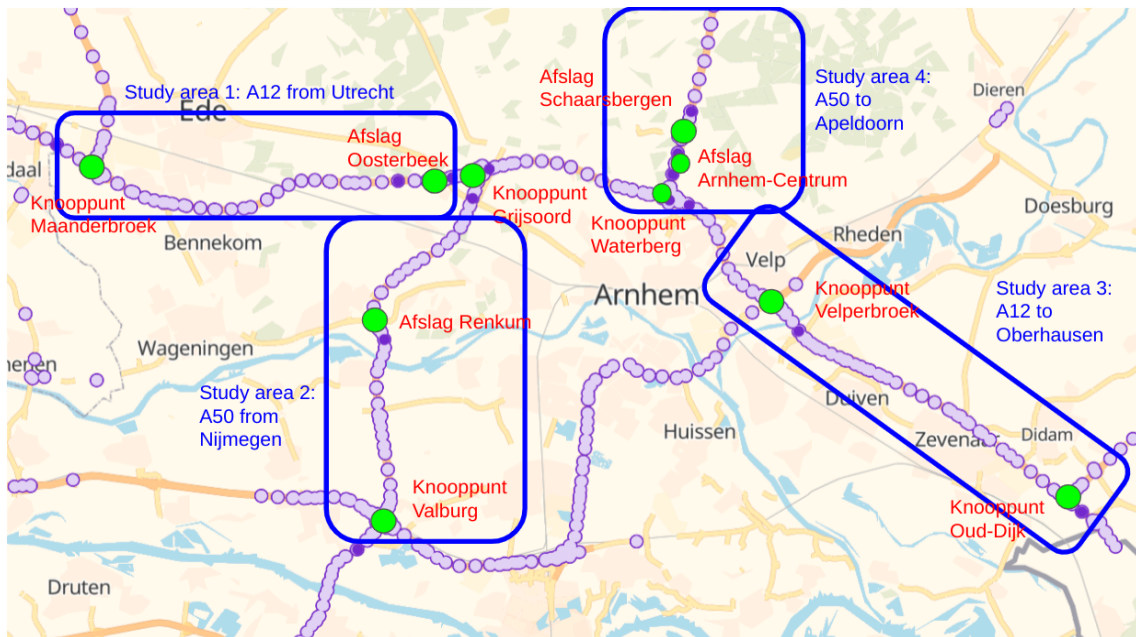 Study area 1: A12 from Utrecht
Ede
Afslag
Oosterbeek
Knooppunt
Maanderbroek
Knooppunt
Grijsoord
Bennekom
daal
Afslag
Schaarsbergen
Study area 4:
A50 to
Apeldoorn
Afslag
Arnhem-Centrum
Knooppunt
Waterberg
Dieren
Doesburg
Rheden
Velp
Arnhem
Knooppunt
Velperbroek
Study area 3:
A12 to
Oberhausen
Afslag Renkum
Wageningen
Study area 2:
A50 from
Nijmegen
Duiven
Huissen
Zevenaar
Didam
Knooppunt
Valburg
Knooppunt
Oud-Dijk
Druten